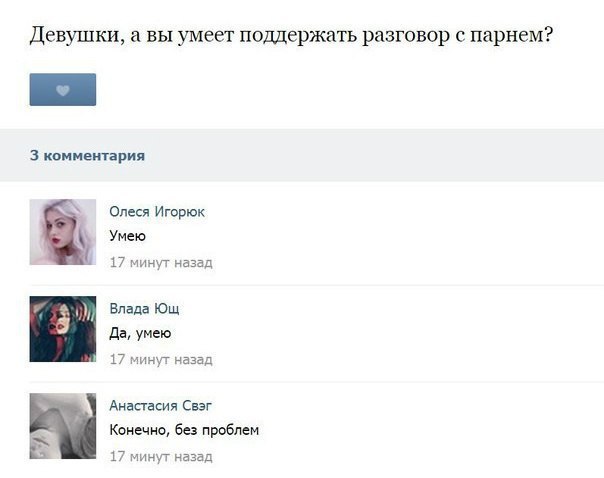 Девушки, а вы умеет поддержать разговор с парнем?
3 комментария
Олеся Игорюк
Умею
17 минут назад
Влада Ющ
Да, умею
17 минут назад
Анастасия Свэг
Конечно, без проблем
17 минут назад